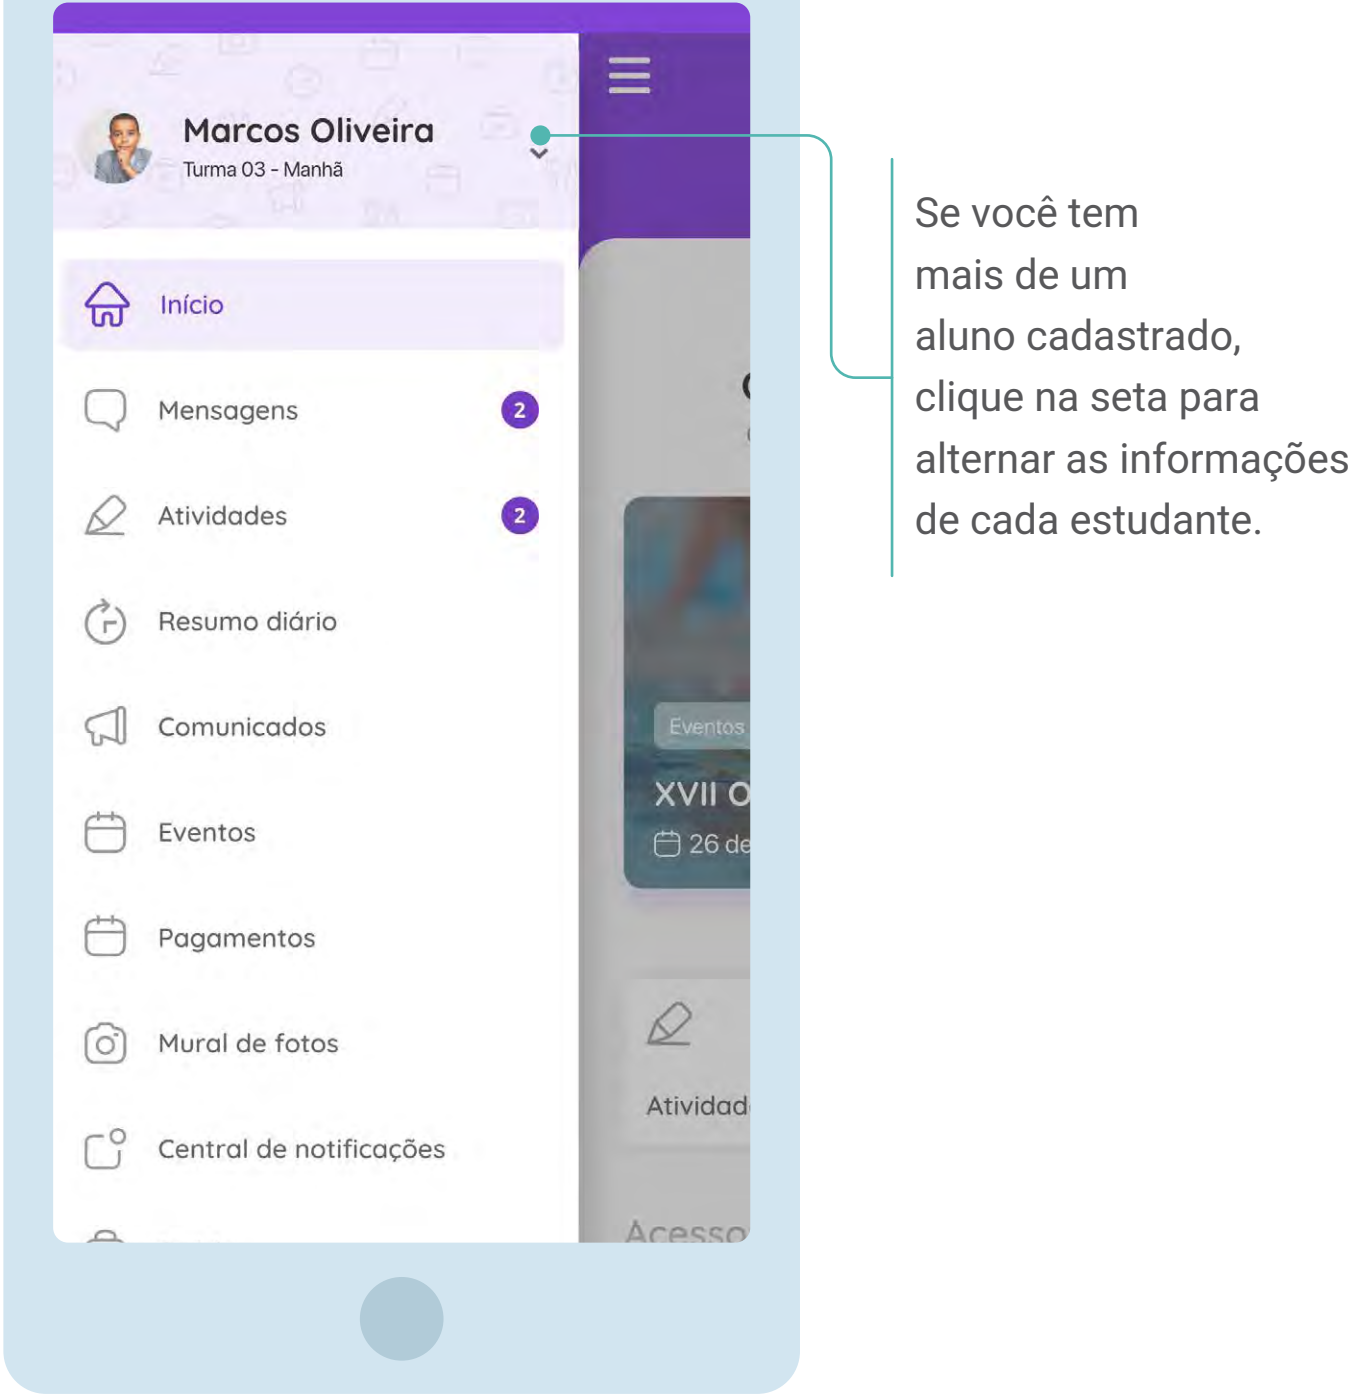 Marcos Oliveira
Turma 03 - Manhã
Início
Mensagens 2
Atividades 2
Resumo diário
Comunicados
Eventos
Pagamentos
Mural de fotos
Central de notificações
Eventos
XVII O
26 de
Atividad
Acesso
Se você tem
mais de um
aluno cadastrado,
clique na seta para
alternar as informações
de cada estudante.